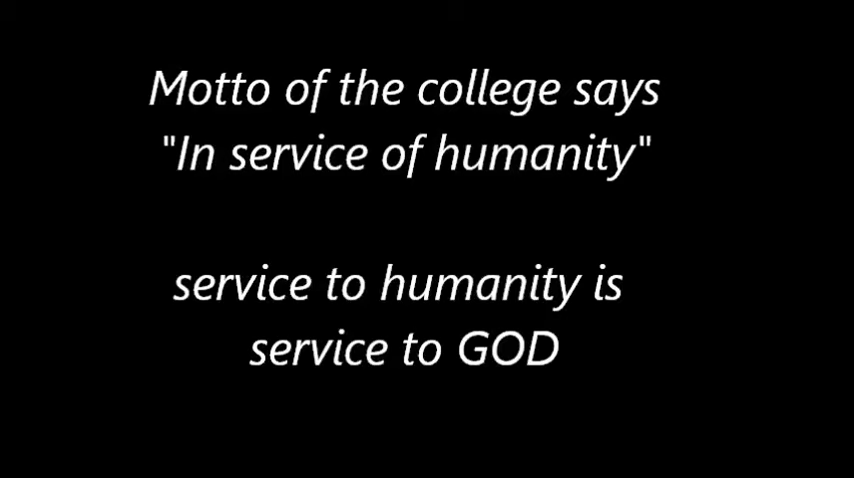 Motto of the college says
"In service of humanity"
service to humanity is
service to GOD